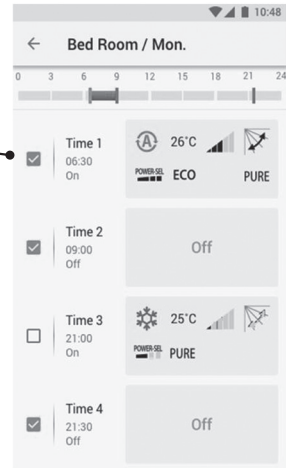 10:48
Bed Room / Mon.
0 3 6 9 12 15 18 21 24
Time 1
06:30
On
A 26°C
POWER-SEL ECO PURE
Time 2
09:00
Off
Off
Time 3
21:00
On
25°C
POWER-SEL PURE
Time 4
21:30
Off
Off